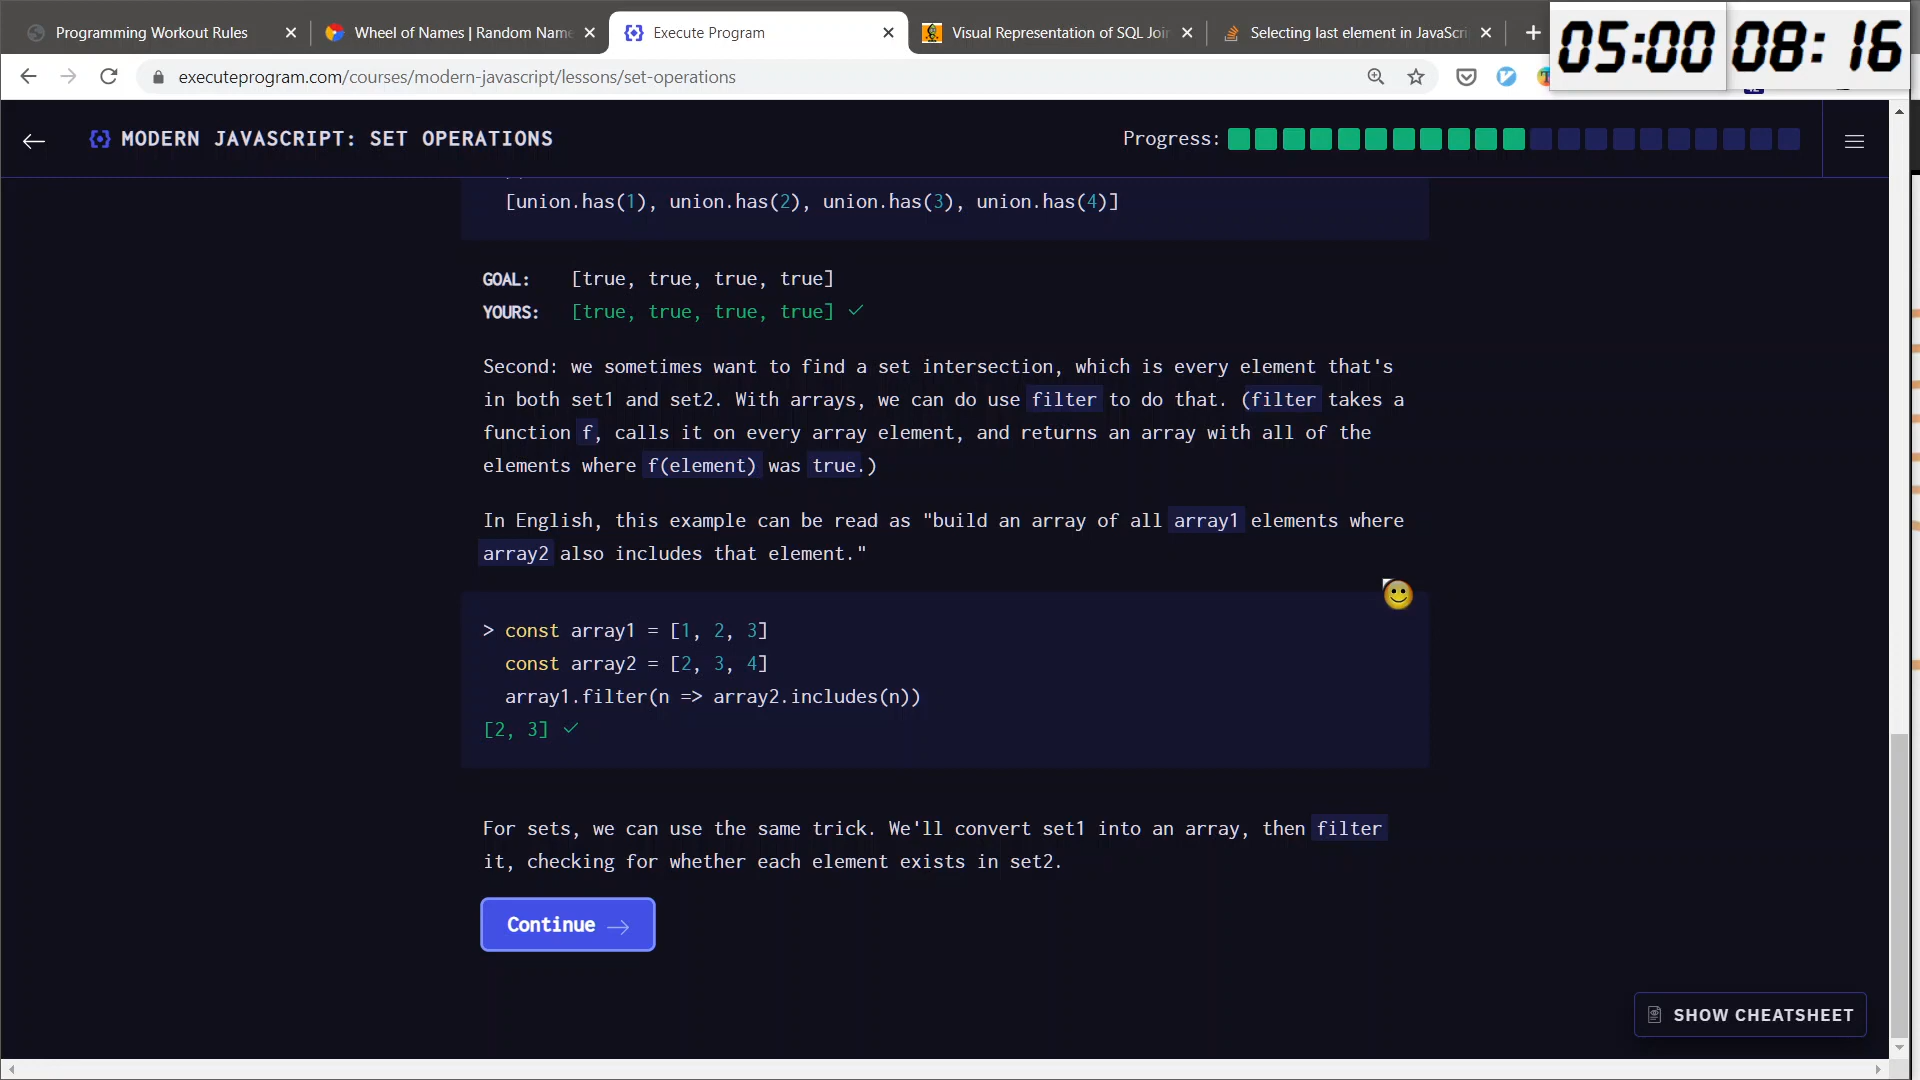 Programming Workout Rules
Wheel of Names | Random Name
Execute Program
Visual Representation of SQL Join
Selecting last element in JavaScri
05:00
08:16
executeprogram.com/courses/modern-javascript/lessons/set-operations
MODERN JAVASCRIPT: SET OPERATIONS
Progress:
[union.has(1), union.has(2), union.has(3), union.has(4)]
GOAL: [true, true, true, true]
YOURS: [true, true, true, true]
Second: we sometimes want to find a set intersection, which is every element that's
in both set1 and set2. With arrays, we can do use filter to do that. (filter takes a
function f, calls it on every array element, and returns an array with all of the
elements where f(element) was true.)
In English, this example can be read as "build an array of all array1 elements where
array2 also includes that element."
> const array1 = [1, 2, 3]
const array2 = [2, 3, 4]
array1.filter(n => array2.includes(n))
[2, 3]
For sets, we can use the same trick. We'll convert set1 into an array, then filter
it, checking for whether each element exists in set2.
Continue
SHOW CHEATSHEET